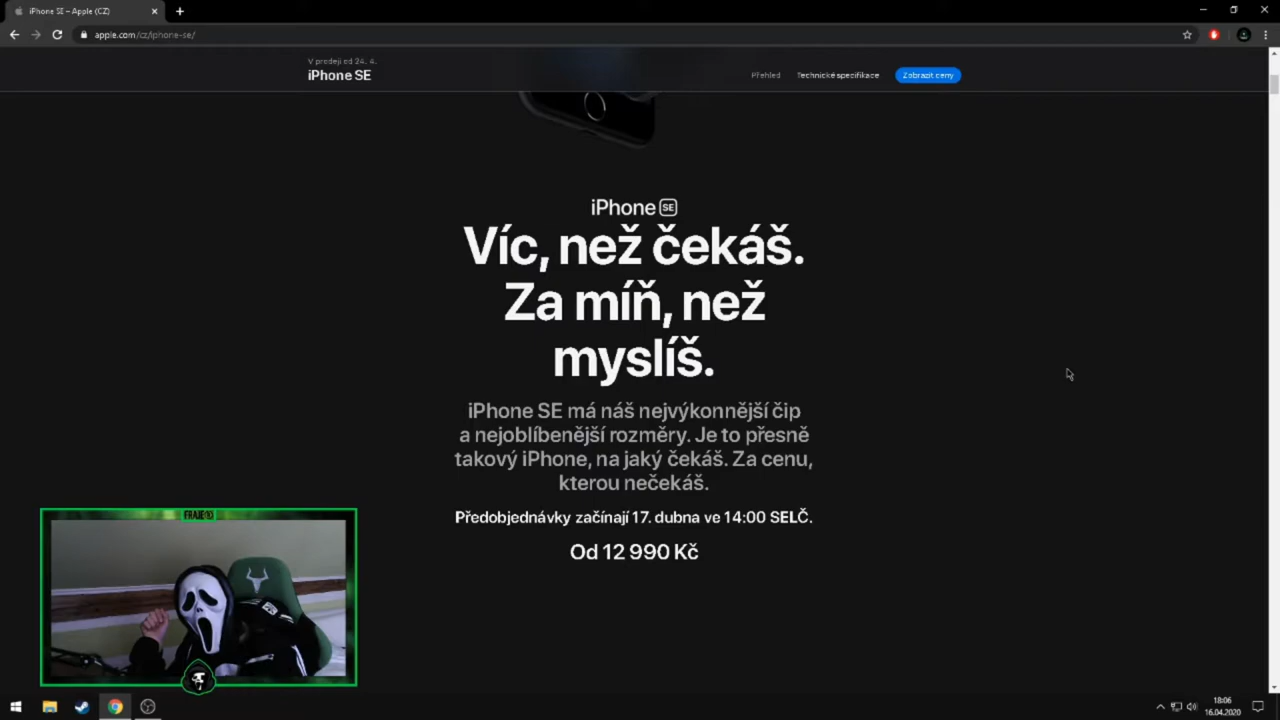 iPhone SE – Apple (CZ)
apple.com/cz/iphone-se/
V prodeji od 24. 4.
iPhone SE
Přehled
Technické specifikace
Zobrazit ceny
iPhone SE
Víc, než čekáš.
Za míň, než
myslíš.
iPhone SE má náš nejvýkonnější čip
a nejoblíbenější rozměry. Je to přesně
takový iPhone, na jaký čekáš. Za cenu,
kterou nečekáš.
Předobjednávky začínají 17. dubna ve 14:00 SELČ.
Od 12 990 Kč
18:06
16.04.2020